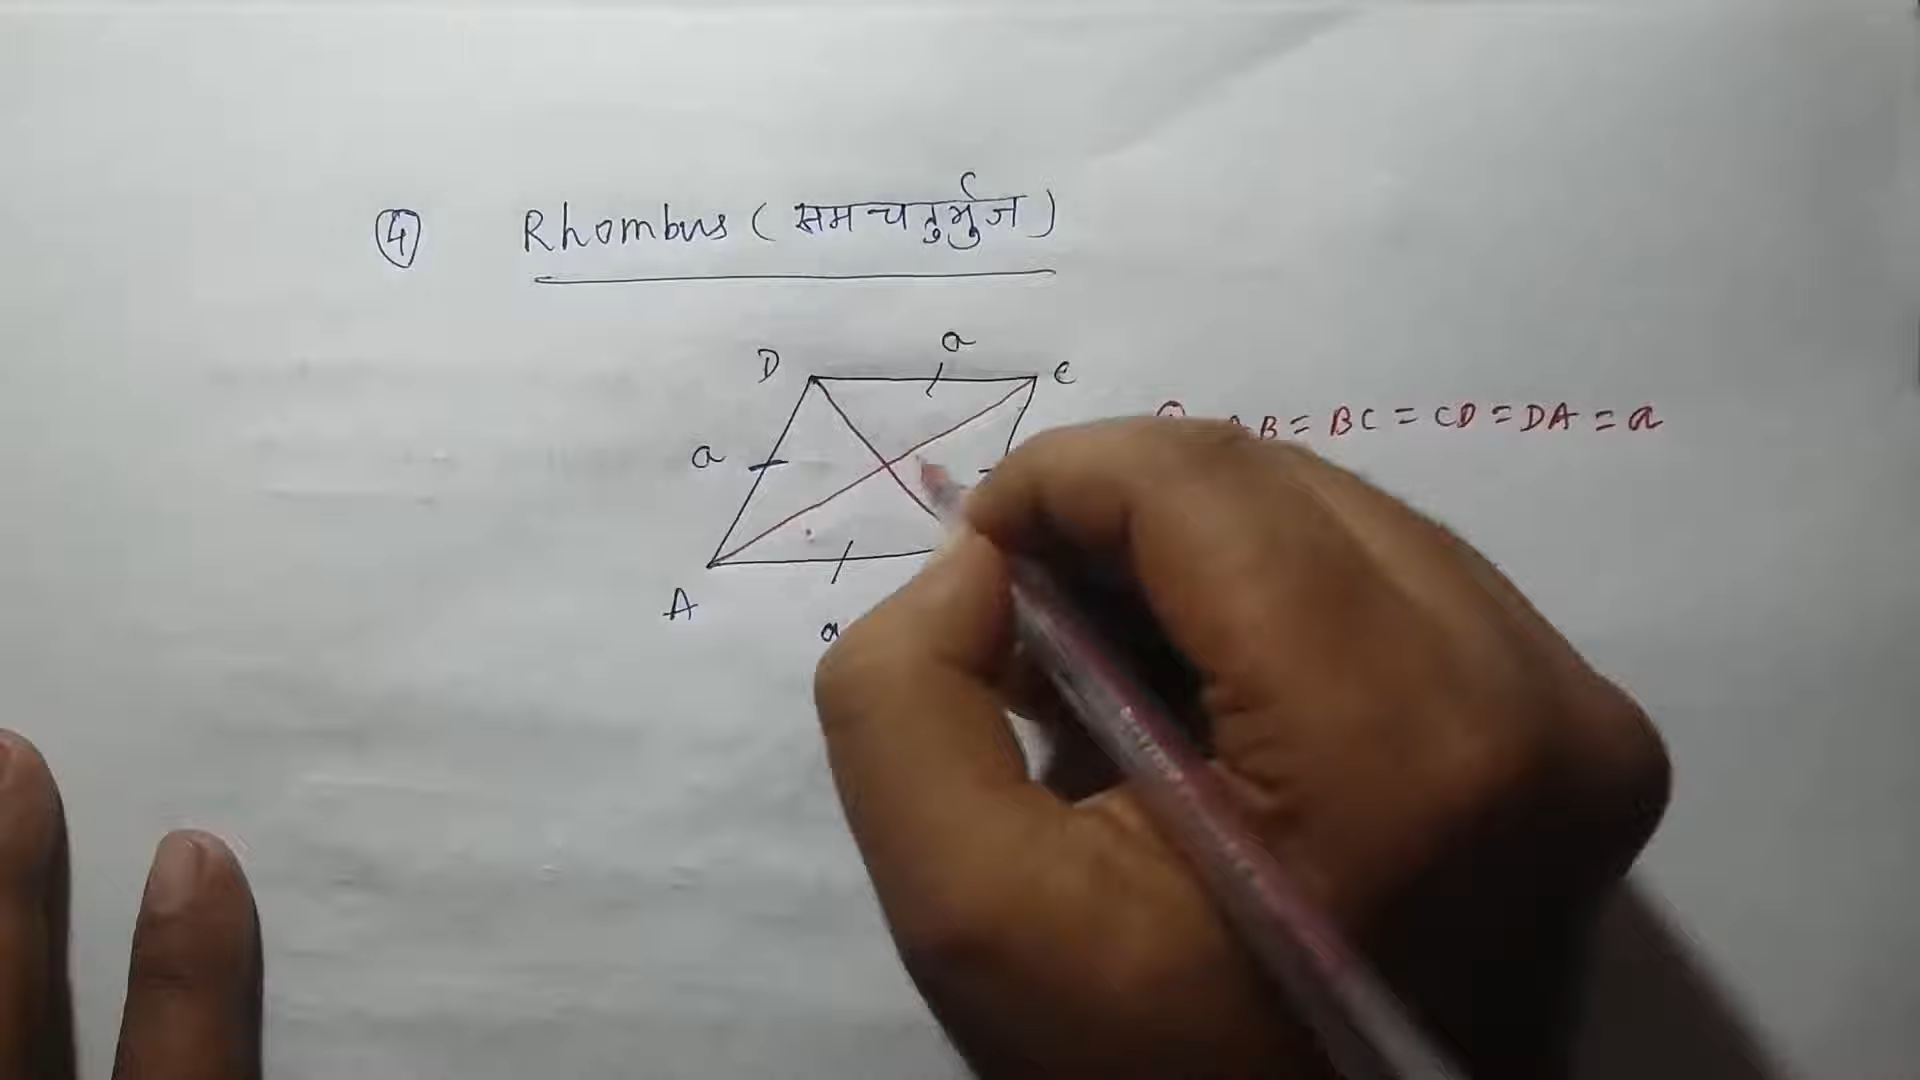 ④ Rhombus (समचतुर्भुज)
a
D C
B = BC = CD = DA = a
a
A
a